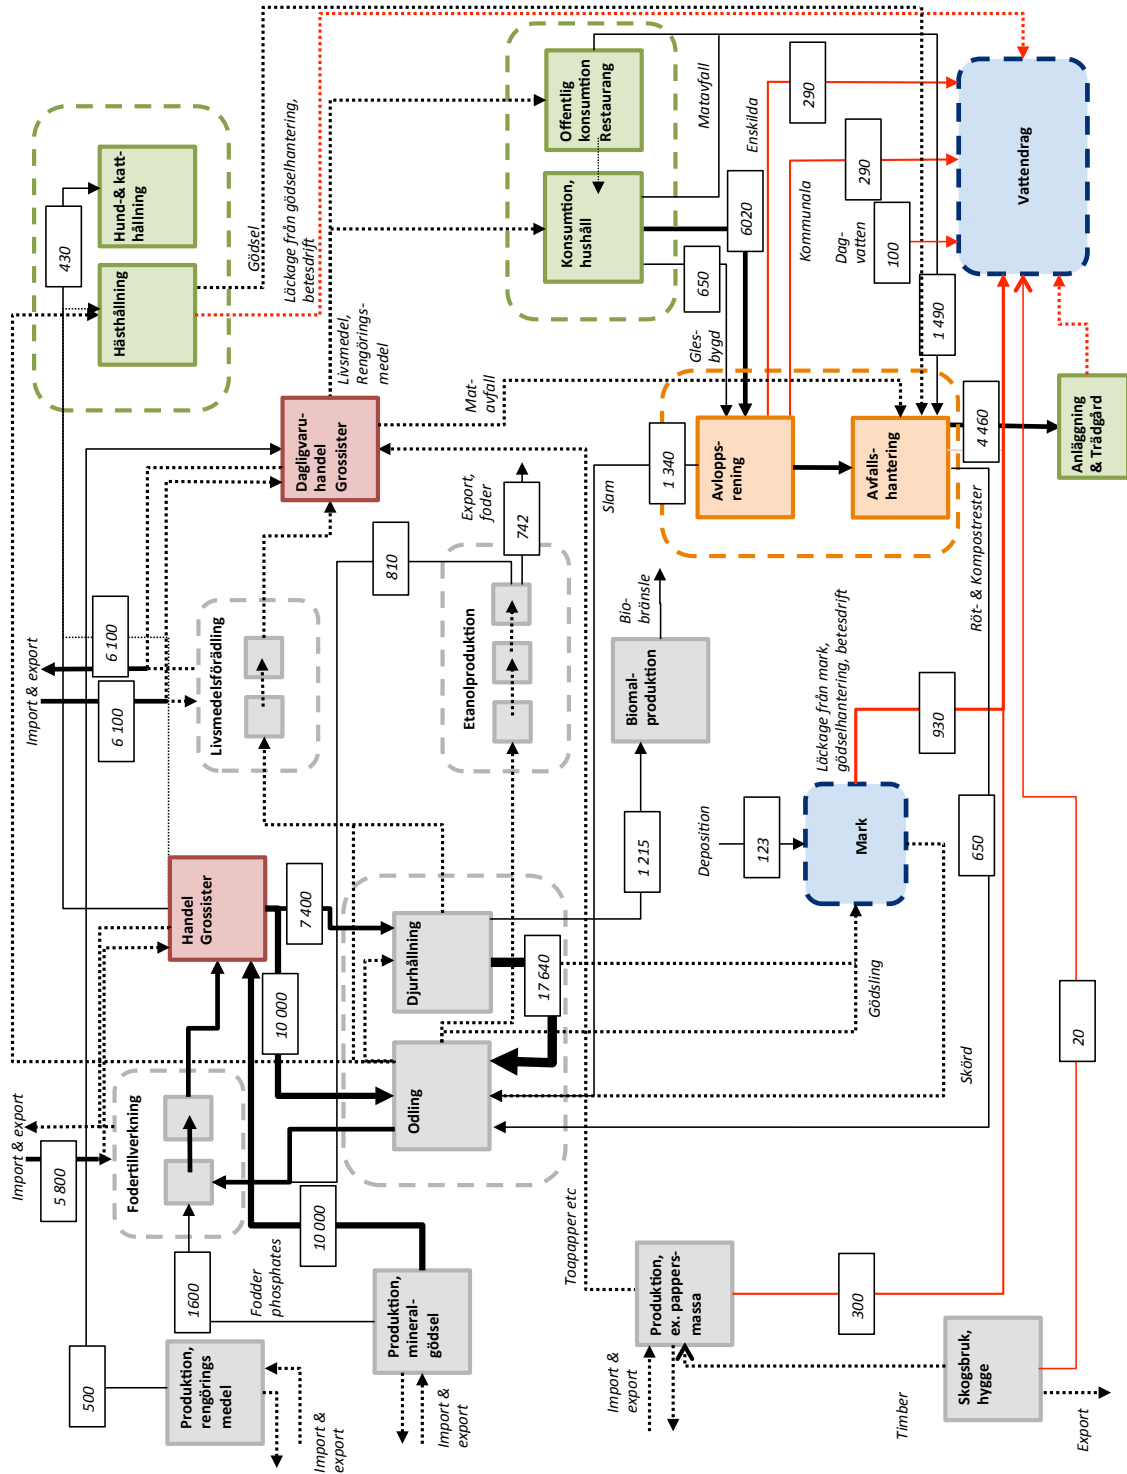 Import & export
5 800
Fodertillverkning
1600
Fodder
phosphates
500
Produktion,
rengörings
medel
Import &
export
Produktion,
mineral-
gödsel
Import &
export
10 000
Handel
Grossister
10 000
7 400
Djurhållning
Odling
17 640
430
Hund-& katt-
hållning
Hästhållning
Gödsel
Läckage från gödselhantering,
betesdrift
Import & export
6 100
6 100
Livsmedelsförädling
Dagligvaru-
handel
Grossister
Livsmedel,
Rengörings-
medel
Mat-
avfall
810
Etanolproduktion
Export,
foder
742
Offentlig
konsumtion
Restaurang
Konsumtion,
hushåll
Matavfall
6020
650
Gles-
bygd
Enskilda
290
Kommunala
290
Dag-
vatten
100
Vattendrag
1 490
Slam
1 340
Avlopps-
rening
Avfalls-
hantering
4 460
Anläggning
& Trädgård
Röt- & Kompostrester
Bio-
bränsle
Biomal-
produktion
1 215
Deposition
123
Mark
Läckage från mark,
gödselhantering, betesdrift
930
650
Gödsling
Skörd
20
Toapapper etc
Produktion,
ex. pappers-
massa
Import &
export
300
Timber
Skogsbruk,
hygge
Export